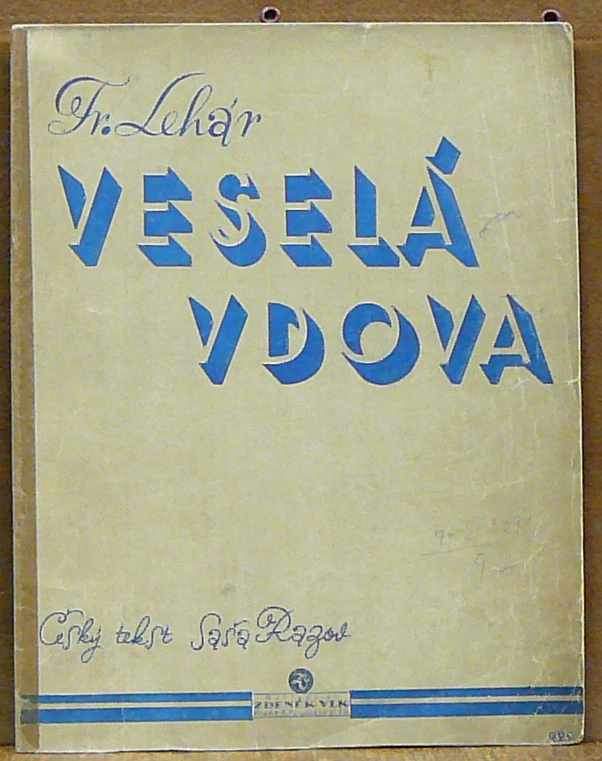 Fr. Lehár
VESELÁ
VDOVA
Český tekst Saša Razov
ZDENĚK VLK